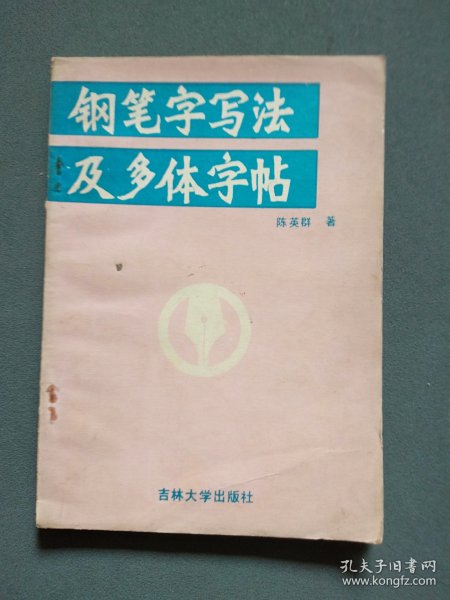 钢笔字写法
及多体字帖
陈英群 著
吉林大学出版社
孔夫子旧书网
www.kongfz.com